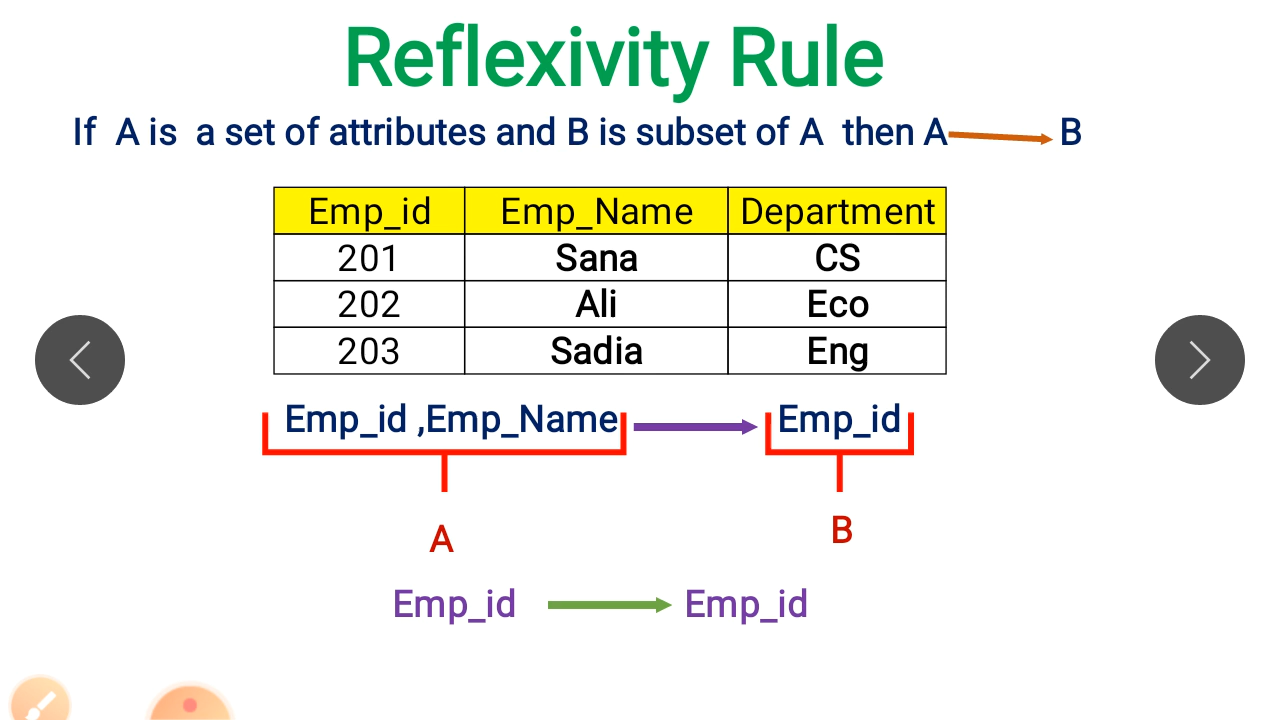 Reflexivity Rule
If A is a set of attributes and B is subset of A then A B
Emp_id Emp_Name Department
201 Sana CS
202 Ali Eco
203 Sadia Eng
Emp_id ,Emp_Name Emp_id
A B
Emp_id Emp_id